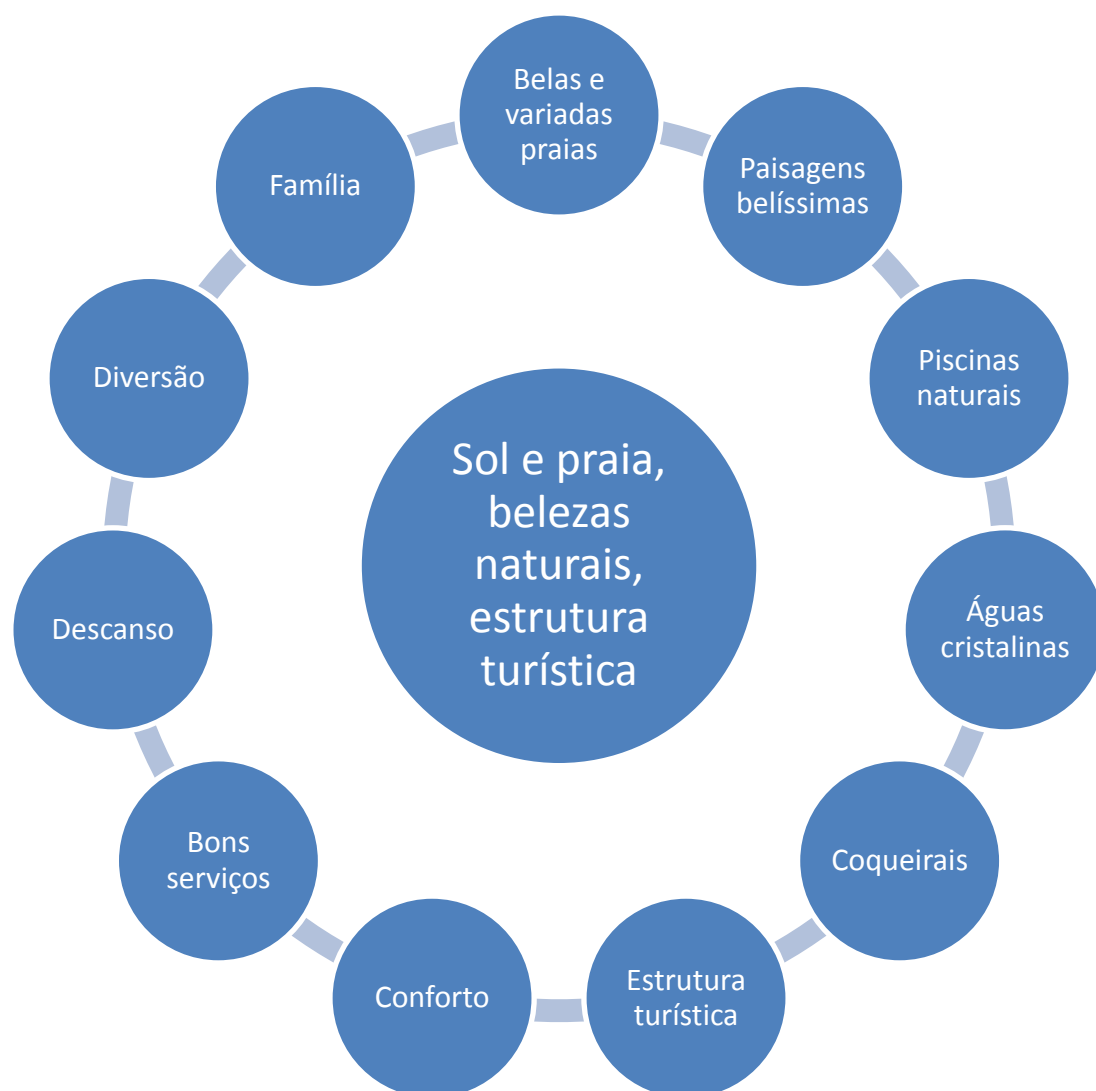 Belas e
variadas
praias
Paisagens
belíssimas
Piscinas
naturais
Águas
cristalinas
Coqueirais
Estrutura
turística
Conforto
Bons
serviços
Descanso
Diversão
Família
Sol e praia,
belezas
naturais,
estrutura
turística